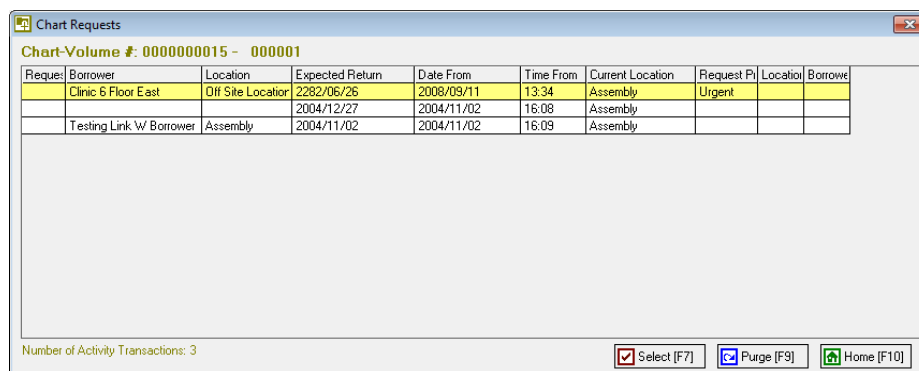 Chart Requests
Chart-Volume #: 0000000015 - 000001
Reques Borrower Location Expected Return Date From Time From Current Location Request Pr Location Borrowe
Clinic 6 Floor East Off Site Location 2282/06/26 2008/09/11 13:34 Assembly Urgent
2004/12/27 2004/11/02 16:08 Assembly
Testing Link W Borrower Assembly 2004/11/02 2004/11/02 16:09 Assembly
Number of Activity Transactions: 3
Select [F7] Purge [F9] Home [F10]